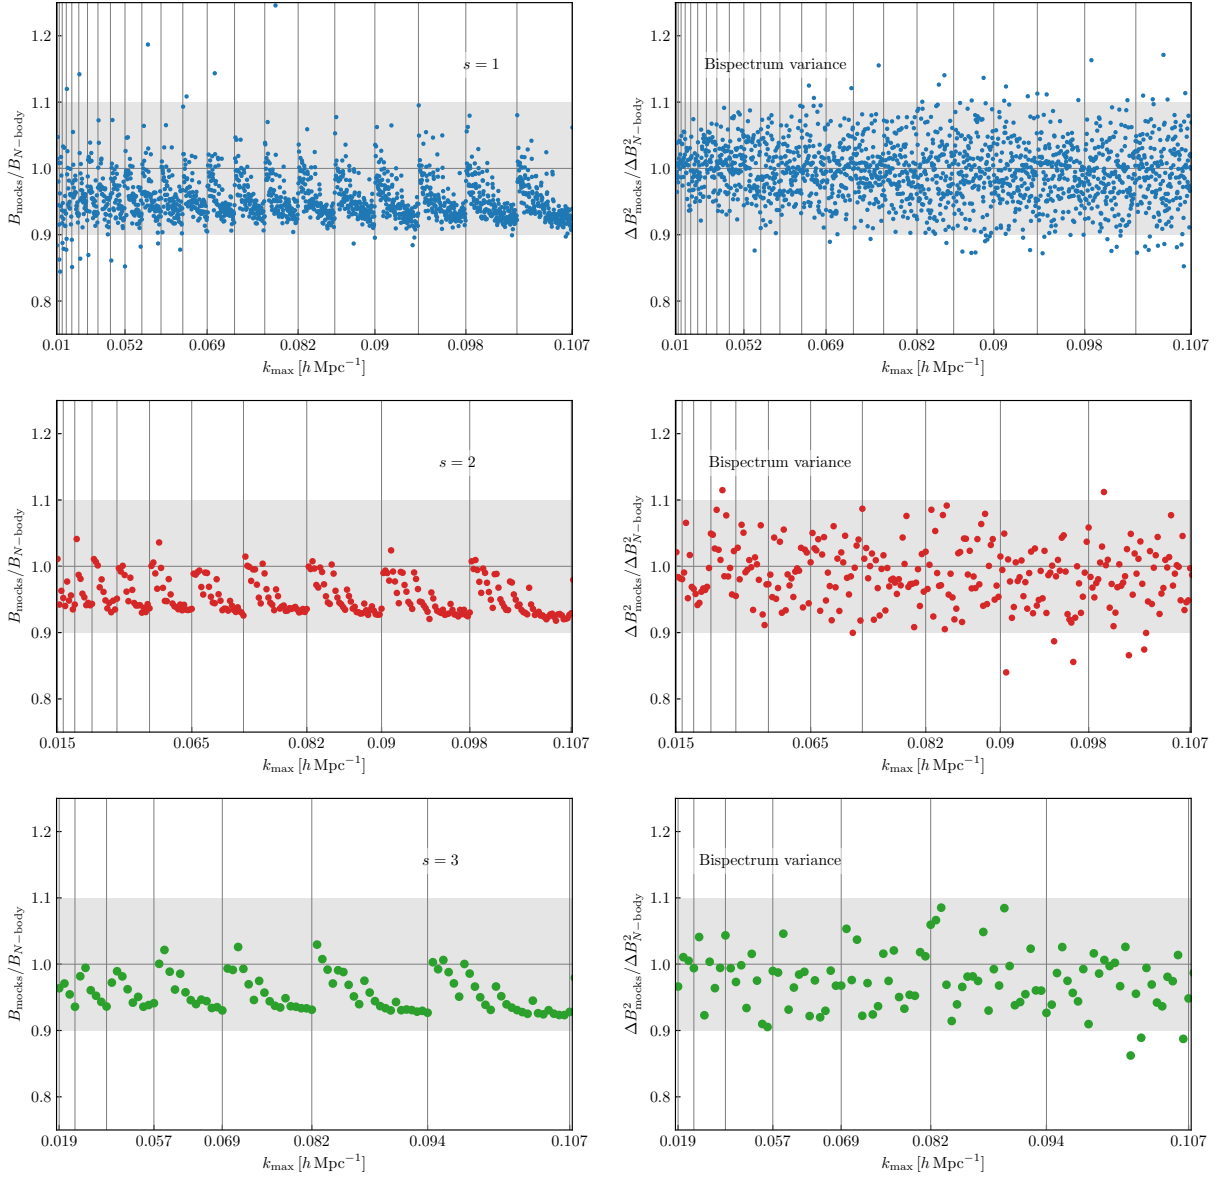 1.2
1.1
1.0
0.9
0.8
B_mocks/B_N−body
s = 1
0.01 0.052 0.069 0.082 0.09 0.098 0.107
k_max [h Mpc⁻¹]
1.2
1.1
1.0
0.9
0.8
ΔB²_mocks/ΔB²_N−body
Bispectrum variance
0.01 0.052 0.069 0.082 0.09 0.098 0.107
k_max [h Mpc⁻¹]
1.2
1.1
1.0
0.9
0.8
B_mocks/B_N−body
s = 2
0.015 0.065 0.082 0.09 0.098 0.107
k_max [h Mpc⁻¹]
1.2
1.1
1.0
0.9
0.8
ΔB²_mocks/ΔB²_N−body
Bispectrum variance
0.015 0.065 0.082 0.09 0.098 0.107
k_max [h Mpc⁻¹]
1.2
1.1
1.0
0.9
0.8
B_mocks/B_N−body
s = 3
0.019 0.057 0.069 0.082 0.094 0.107
k_max [h Mpc⁻¹]
1.2
1.1
1.0
0.9
0.8
ΔB²_mocks/ΔB²_N−body
Bispectrum variance
0.019 0.057 0.069 0.082 0.094 0.107
k_max [h Mpc⁻¹]